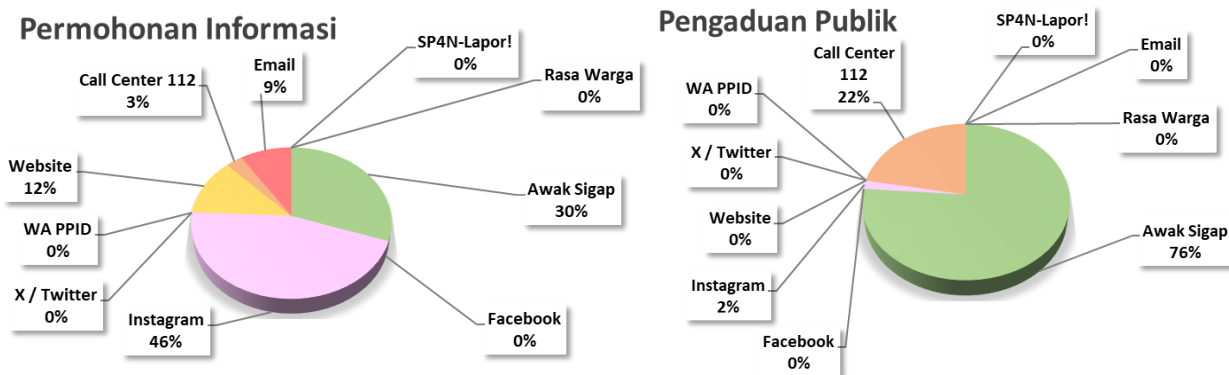 Permohonan Informasi
SP4N-Lapor!
0%
Rasa Warga
0%
Awak Sigap
30%
Facebook
0%
Instagram
46%
X / Twitter
0%
WA PPID
0%
Website
12%
Call Center 112
3%
Email
9%
Pengaduan Publik
SP4N-Lapor!
0%
Email
0%
Rasa Warga
0%
Awak Sigap
76%
Facebook
0%
Instagram
2%
Website
0%
X / Twitter
0%
WA PPID
0%
Call Center
112
22%